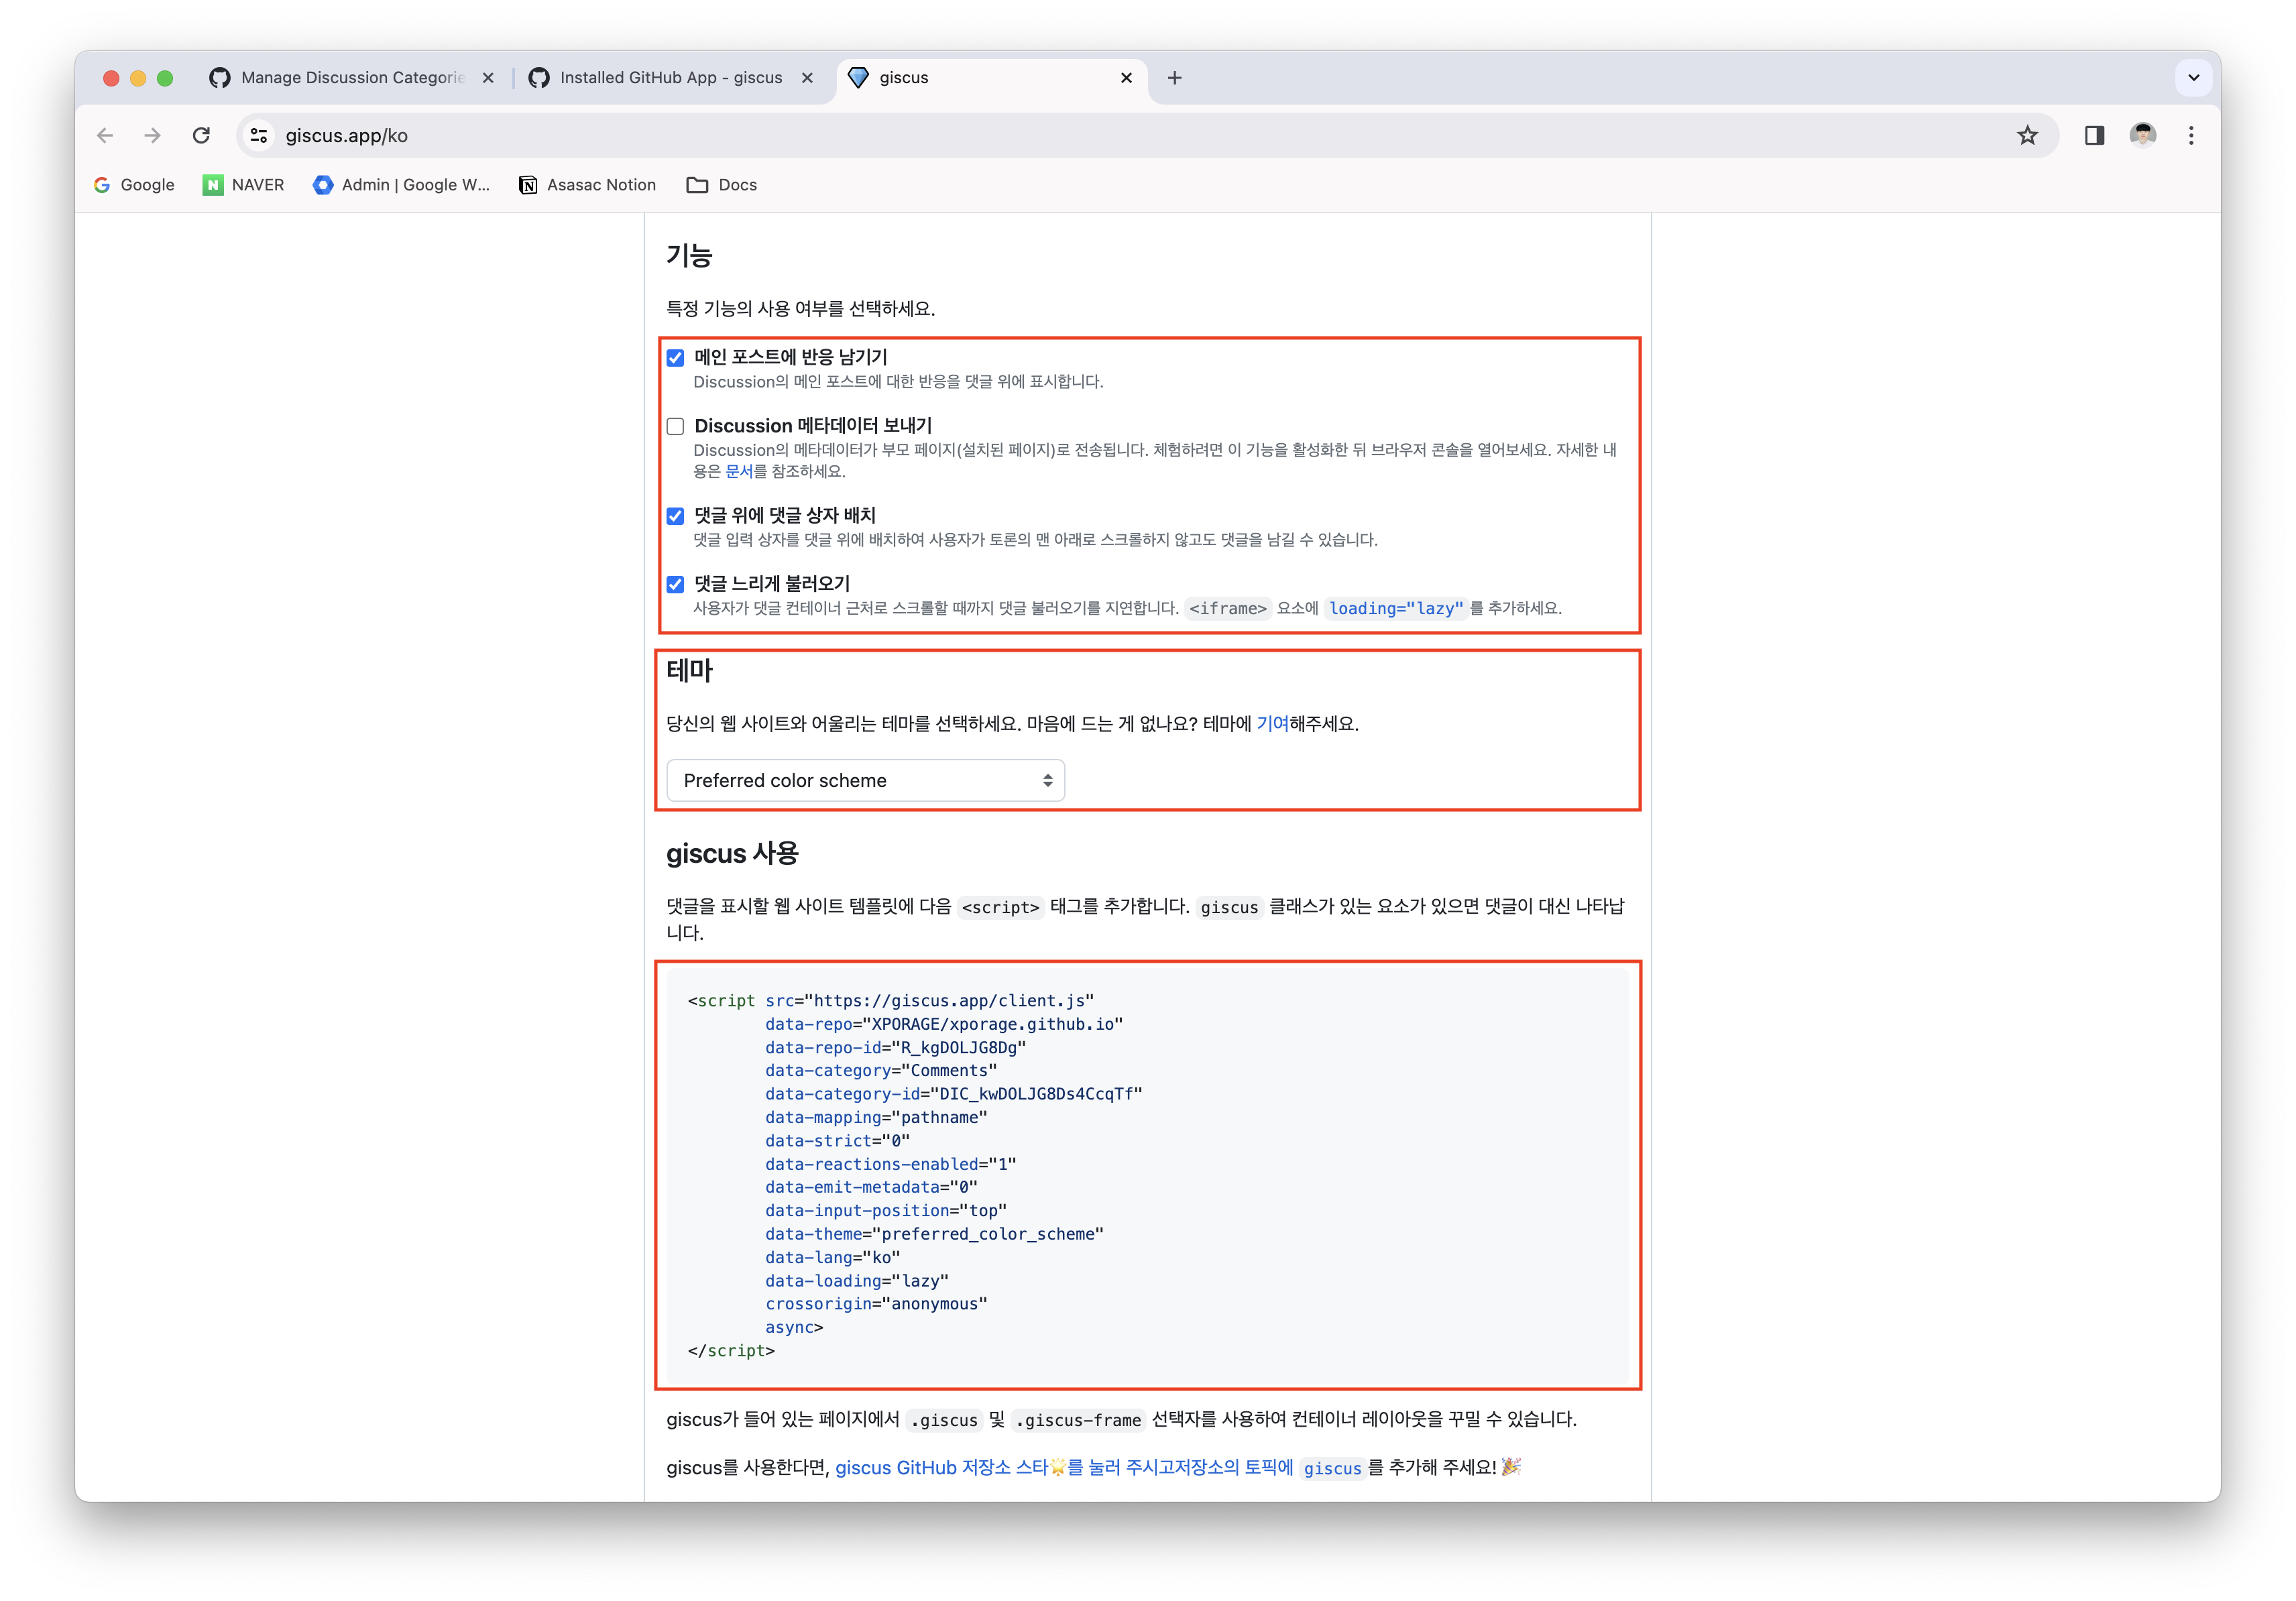 Manage Discussion Categorie
Installed GitHub App - giscus
giscus
giscus.app/ko
Google
NAVER
Admin | Google W...
Asasac Notion
Docs
기능
특정 기능의 사용 여부를 선택하세요.
메인 포스트에 반응 남기기
Discussion의 메인 포스트에 대한 반응을 댓글 위에 표시합니다.
Discussion 메타데이터 보내기
Discussion의 메타데이터가 부모 페이지(설치된 페이지)로 전송됩니다. 체험하려면 이 기능을 활성화한 뒤 브라우저 콘솔을 열어보세요. 자세한 내
용은 문서를 참조하세요.
댓글 위에 댓글 상자 배치
댓글 입력 상자를 댓글 위에 배치하여 사용자가 토론의 맨 아래로 스크롤하지 않고도 댓글을 남길 수 있습니다.
댓글 느리게 불러오기
사용자가 댓글 컨테이너 근처로 스크롤할 때까지 댓글 불러오기를 지연합니다. <iframe> 요소에 loading="lazy"를 추가하세요.
테마
당신의 웹 사이트와 어울리는 테마를 선택하세요. 마음에 드는 게 없나요? 테마에 기여해주세요.
Preferred color scheme
giscus 사용
댓글을 표시할 웹 사이트 템플릿에 다음 <script> 태그를 추가합니다. giscus 클래스가 있는 요소가 있으면 댓글이 대신 나타납
니다.
<script src="https://giscus.app/client.js"
data-repo="XPORAGE/xporage.github.io"
data-repo-id="R_kgDOLJG8Dg"
data-category="Comments"
data-category-id="DIC_kwDOLJG8Ds4CcqTf"
data-mapping="pathname"
data-strict="0"
data-reactions-enabled="1"
data-emit-metadata="0"
data-input-position="top"
data-theme="preferred_color_scheme"
data-lang="ko"
data-loading="lazy"
crossorigin="anonymous"
async>
</script>
giscus가 들어 있는 페이지에서 .giscus 및 .giscus-frame 선택자를 사용하여 컨테이너 레이아웃을 꾸밀 수 있습니다.
giscus를 사용한다면, giscus GitHub 저장소 스타🌟를 눌러 주시고저장소의 토픽에 giscus를 추가해 주세요! 🎉